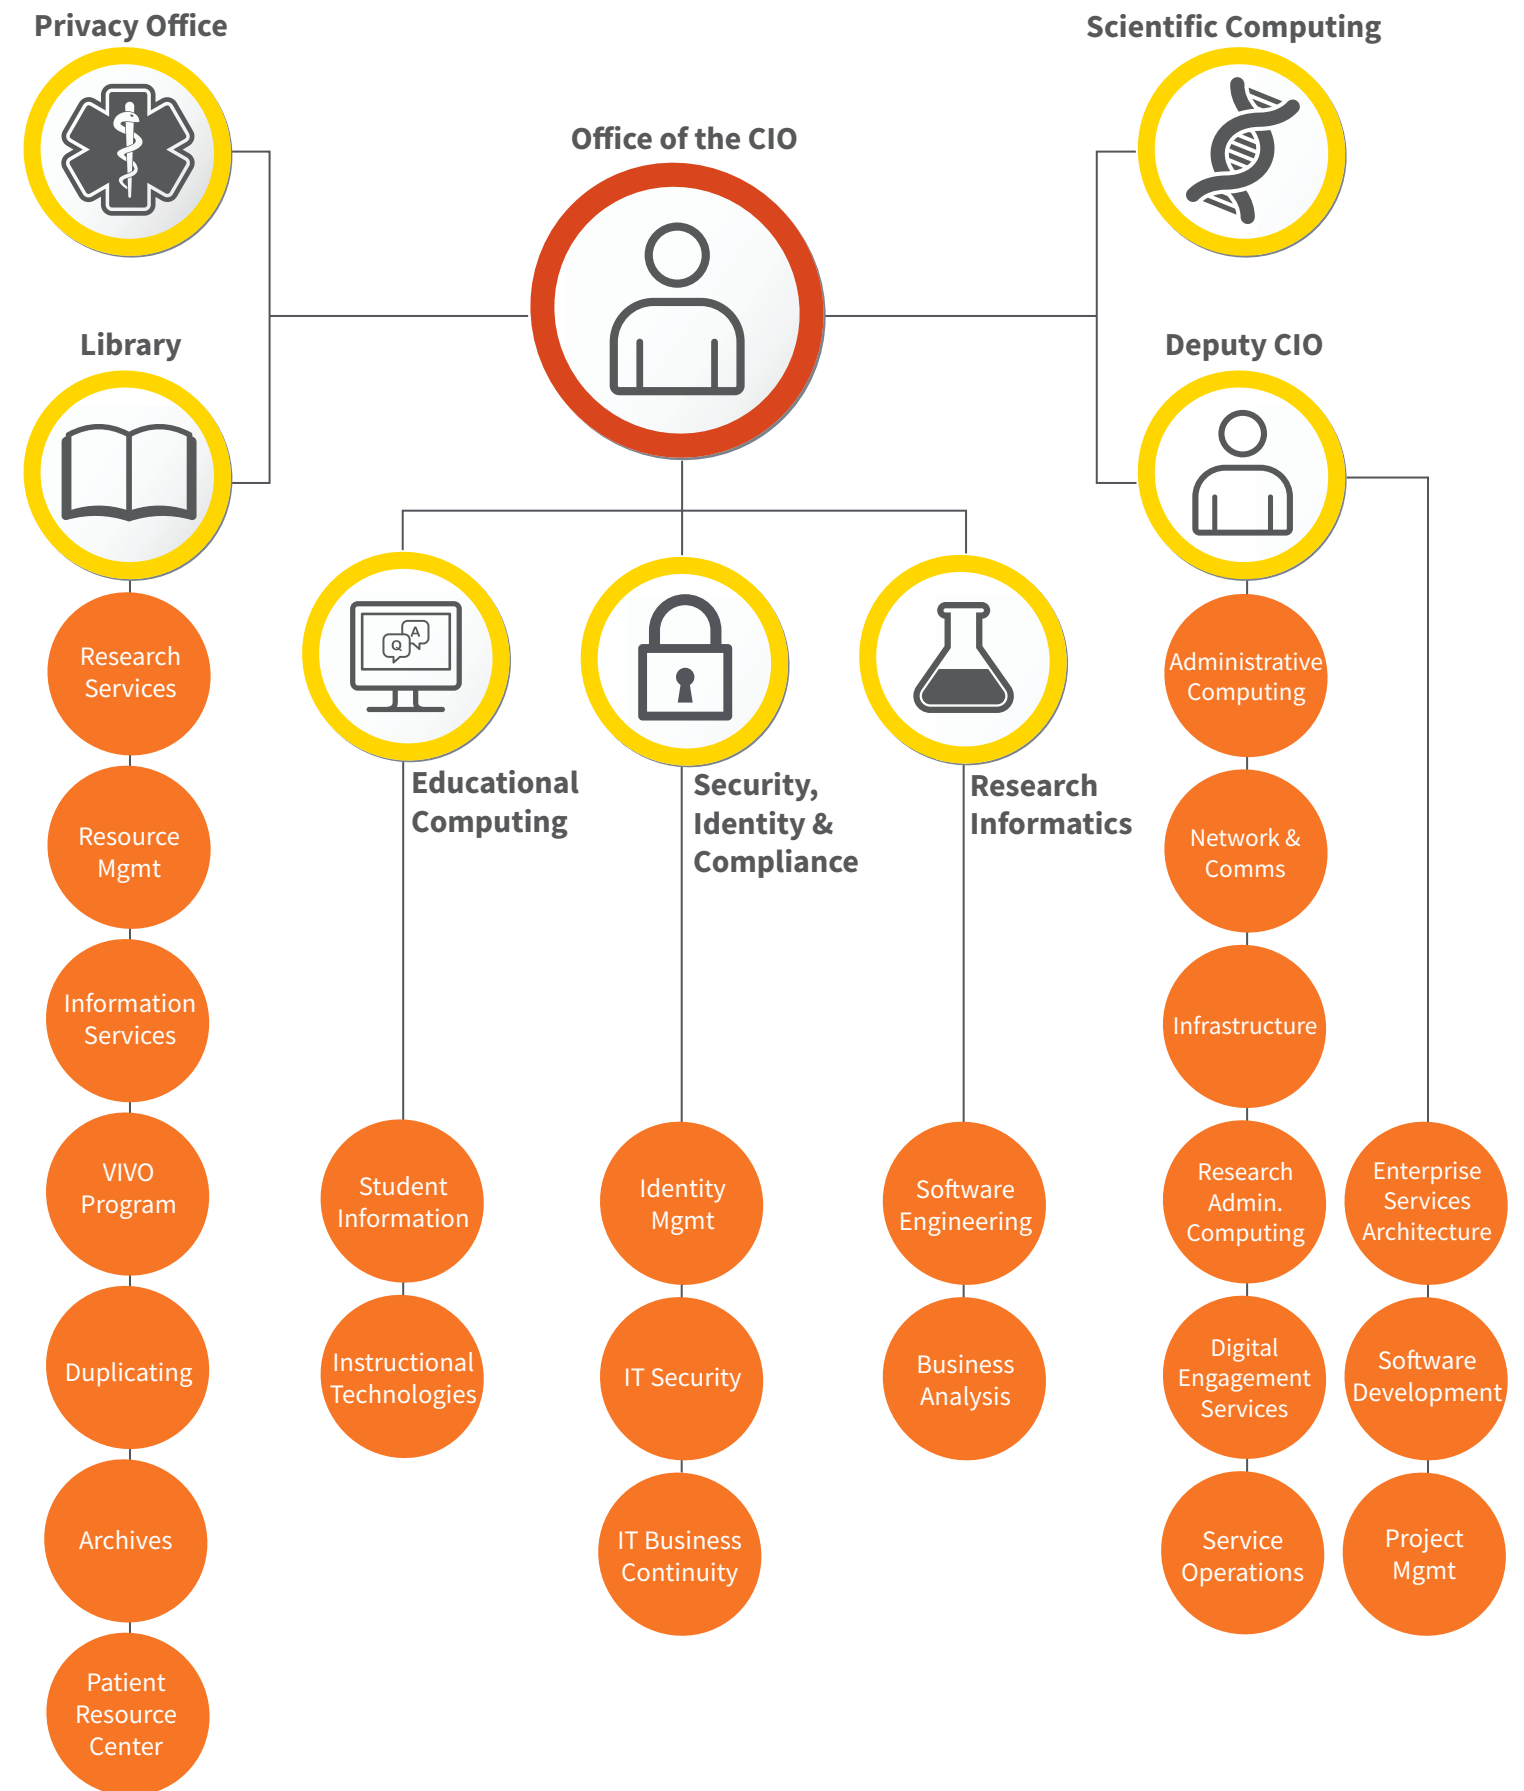 Privacy Office
Scientific Computing
Office of the CIO
Library
Deputy CIO
Research
Services
Resource
Mgmt
Information
Services
VIVO
Program
Duplicating
Archives
Patient
Resource
Center
Q
A
Educational
Computing
Student
Information
Instructional
Technologies
Security,
Identity &
Compliance
Identity
Mgmt
IT Security
IT Business
Continuity
Research
Informatics
Software
Engineering
Business
Analysis
Administrative
Computing
Network &
Comms
Infrastructure
Research
Admin.
Computing
Digital
Engagement
Services
Service
Operations
Enterprise
Services
Architecture
Software
Development
Project
Mgmt